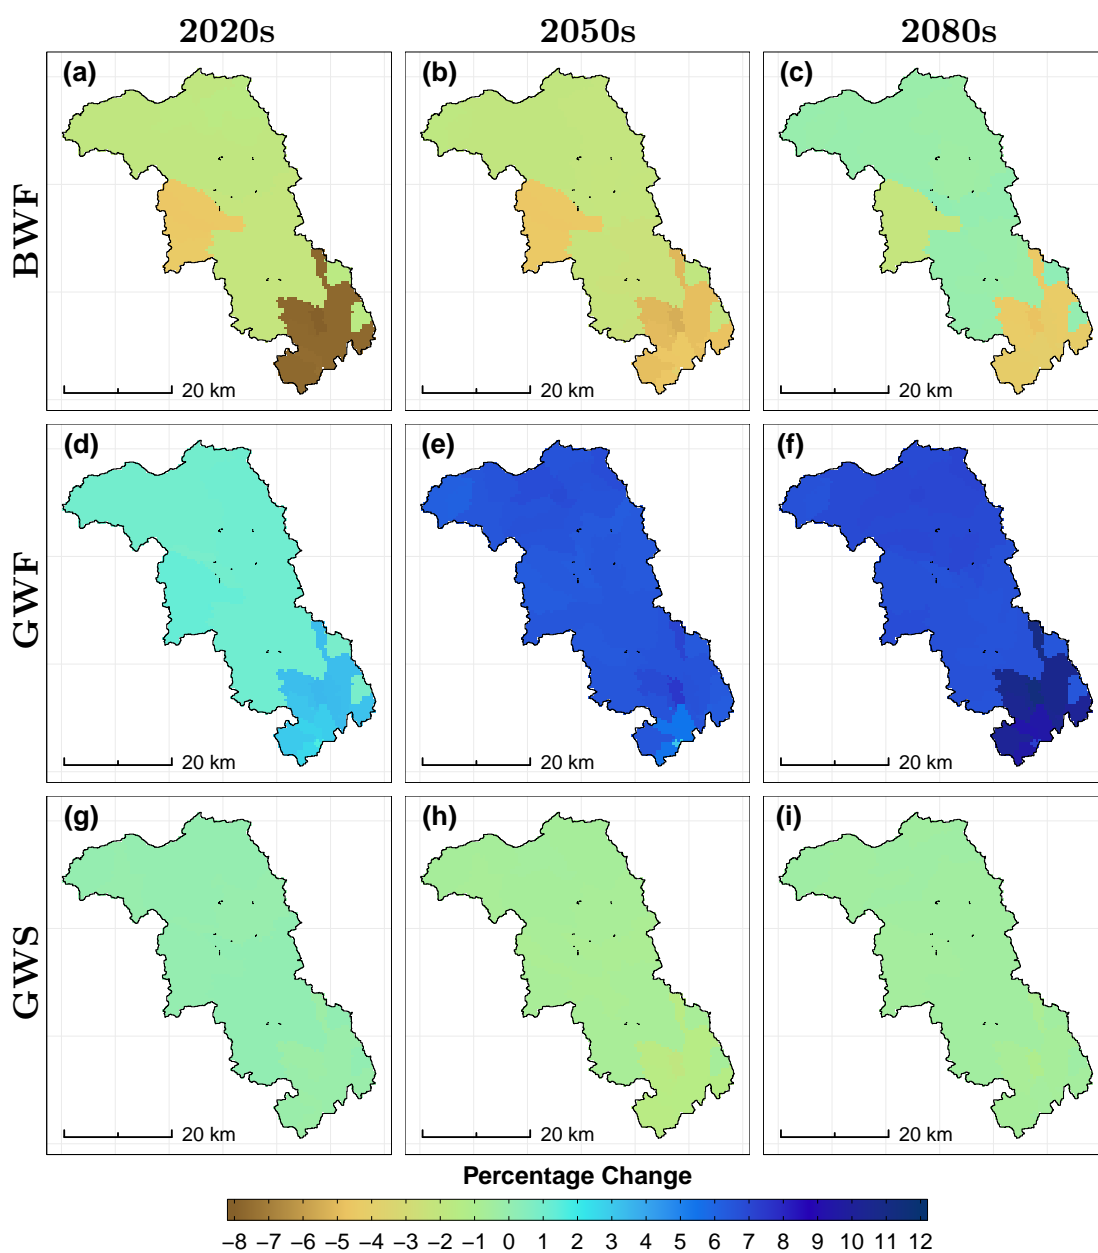 2020s 2050s 2080s
BWF
(a) (b) (c)
20 km 20 km 20 km
GWF
(d) (e) (f)
20 km 20 km 20 km
GWS
(g) (h) (i)
20 km 20 km 20 km
Percentage Change
−8 −7 −6 −5 −4 −3 −2 −1 0 1 2 3 4 5 6 7 8 9 10 11 12